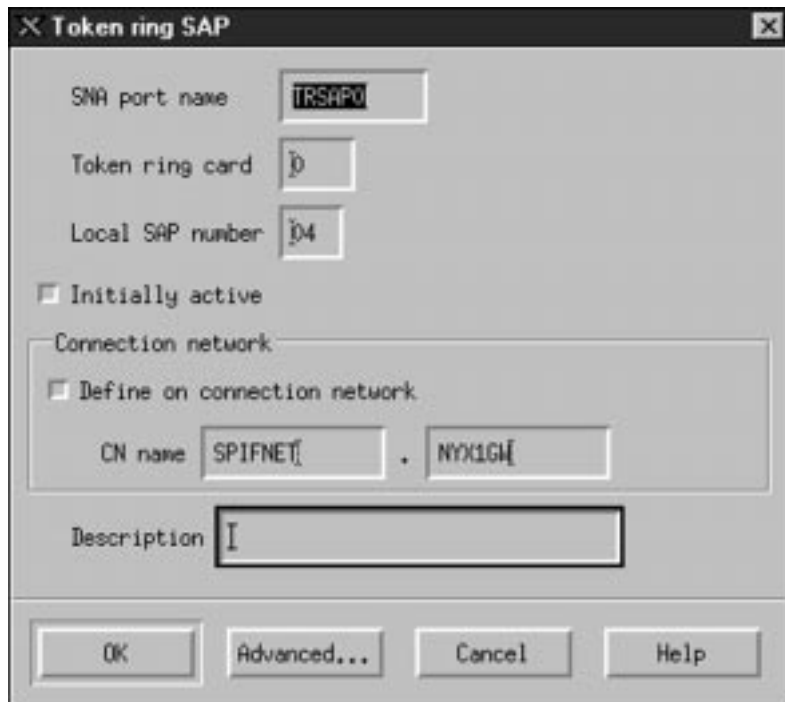 Token ring SAP
SNA port name TRSAP0
Token ring card 0
Local SAP number 04
Initially active
Connection network
Define on connection network
CN name SPIFNET . NYX1GW
Description
OK Advanced... Cancel Help